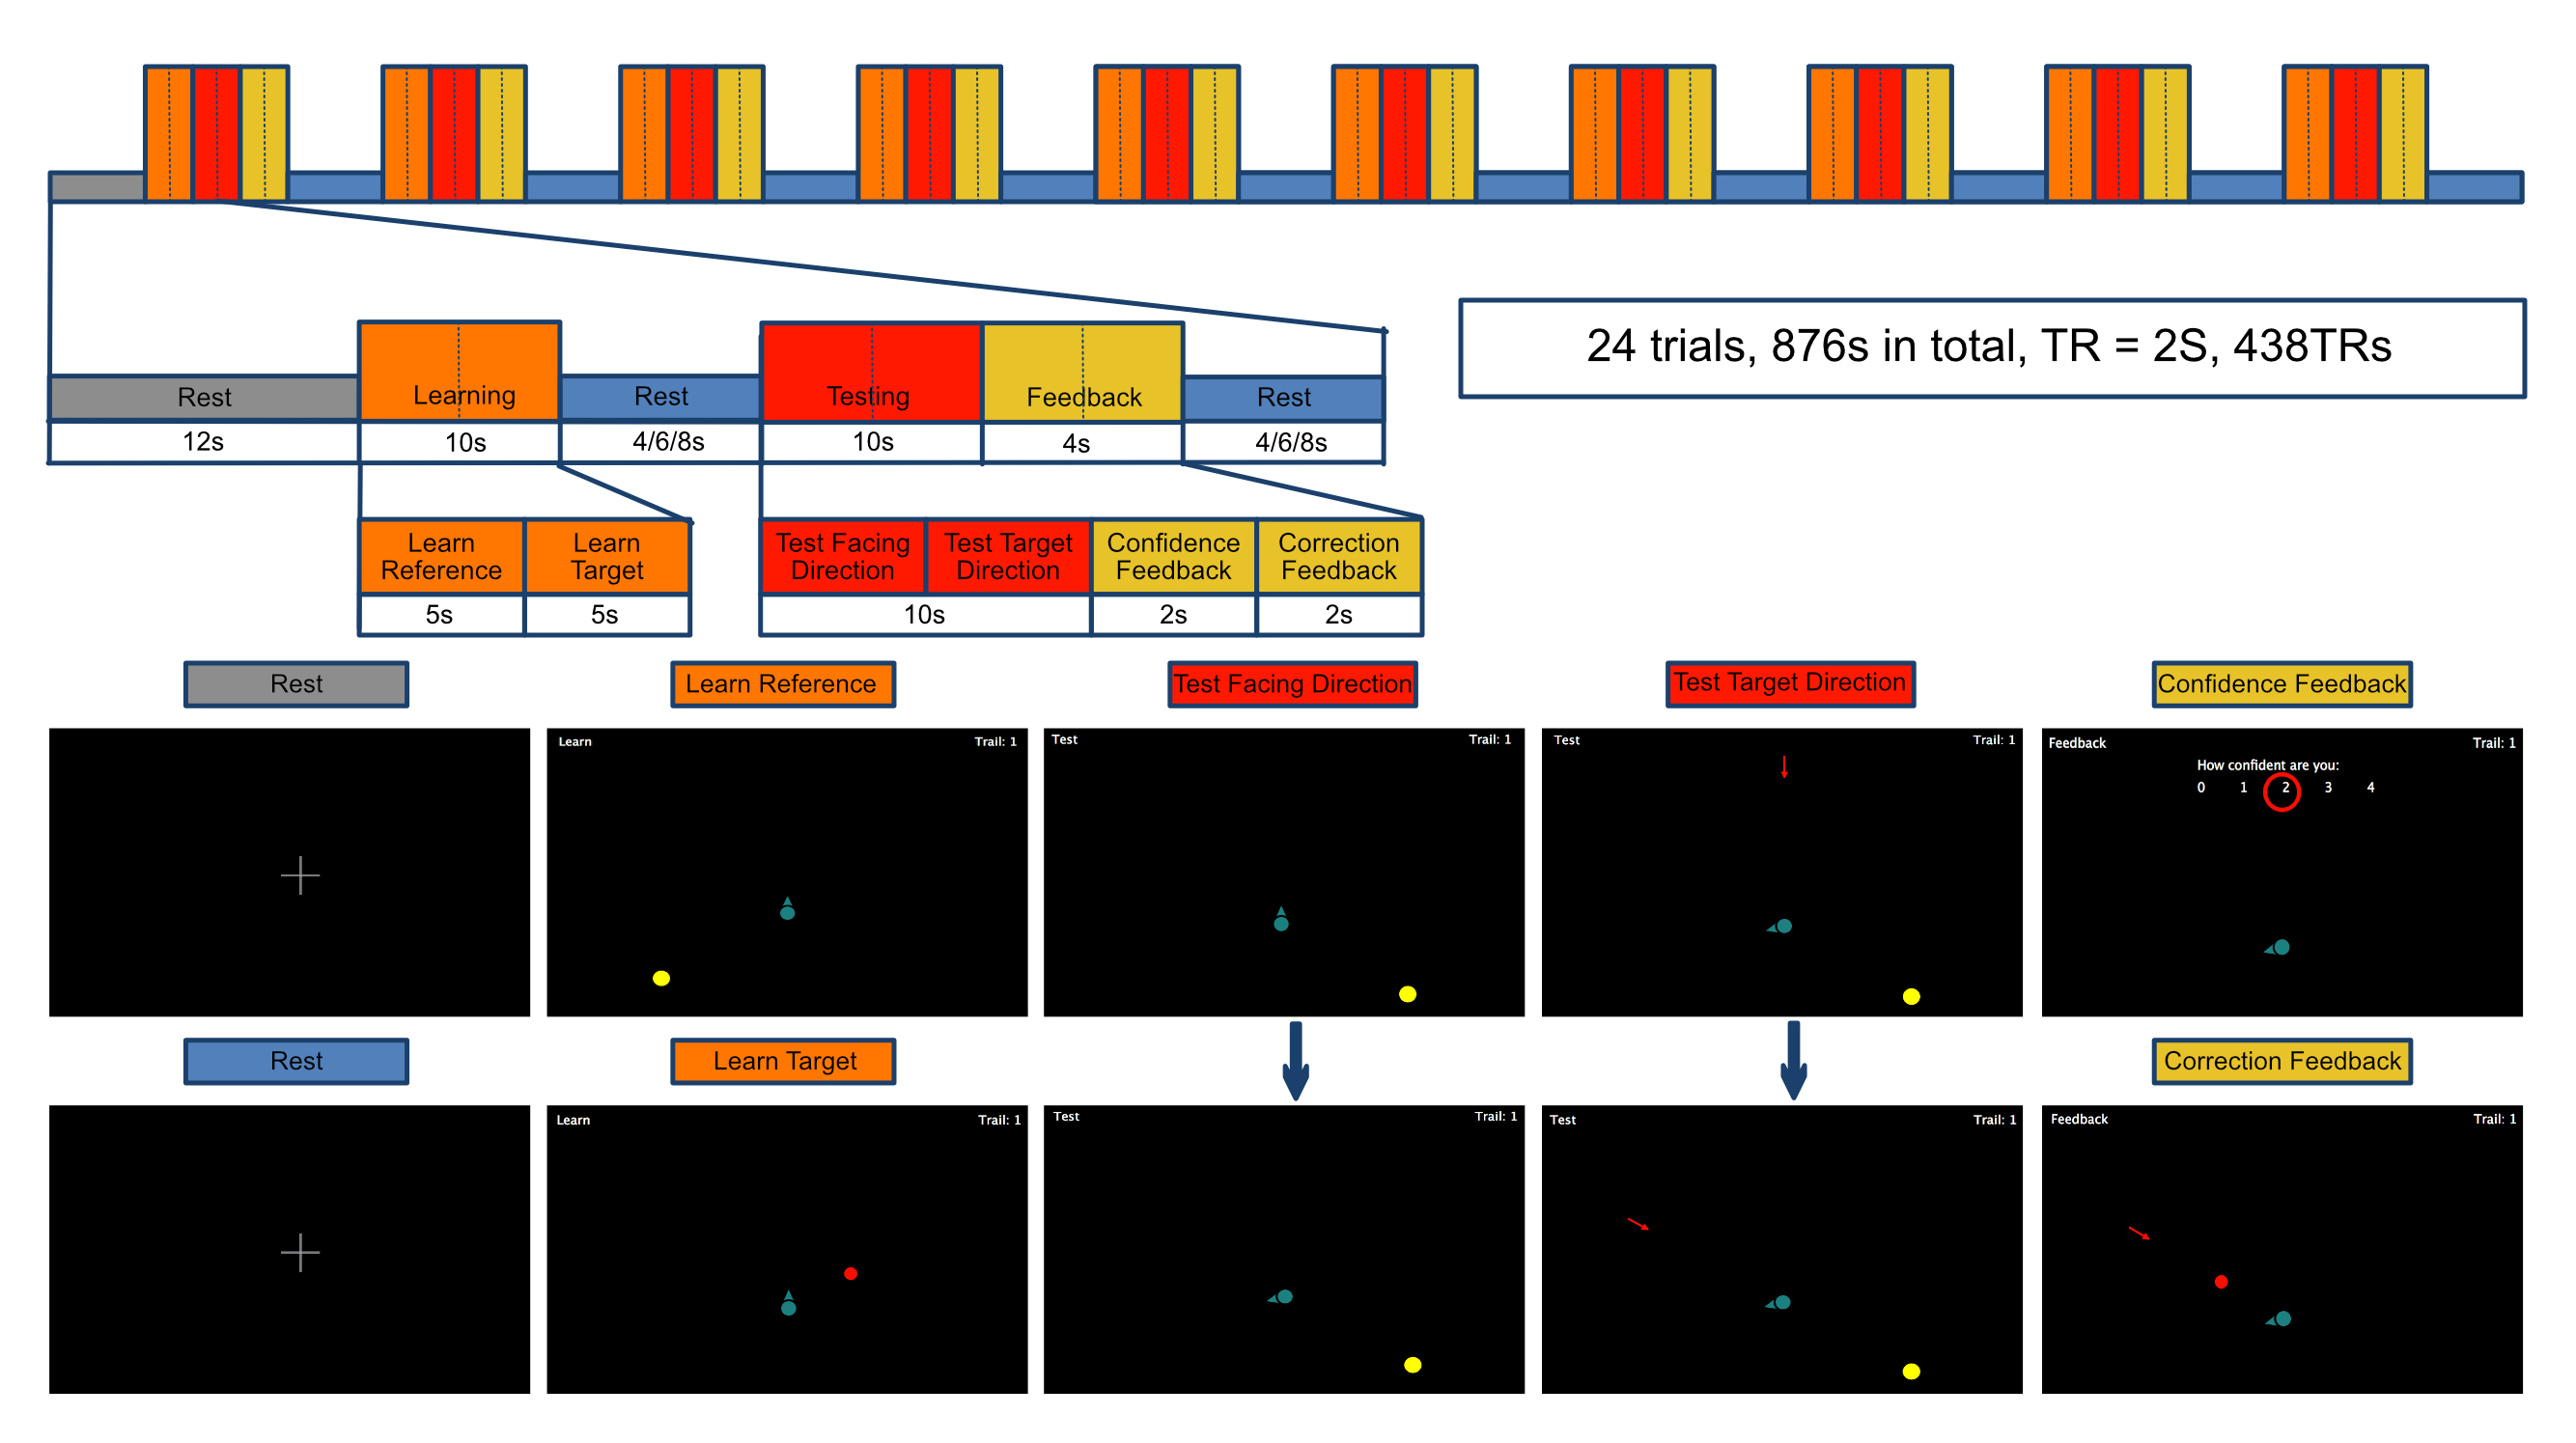 24 trials, 876s in total, TR = 2S, 438TRs
Rest
Learning
Rest
Testing
Feedback
Rest
12s
10s
4/6/8s
10s
4s
4/6/8s
Learn
Reference
Learn
Target
Test Facing
Direction
Test Target
Direction
Confidence
Feedback
Correction
Feedback
5s
5s
10s
2s
2s
Rest
Learn Reference
Test Facing Direction
Test Target Direction
Confidence Feedback
Learn
Trail: 1
Test
Trail: 1
Test
Trail: 1
Feedback
Trail: 1
How confident are you:
0 1 2 3 4
Rest
Learn Target
Correction Feedback
Learn
Trail: 1
Test
Trail: 1
Test
Trail: 1
Feedback
Trail: 1